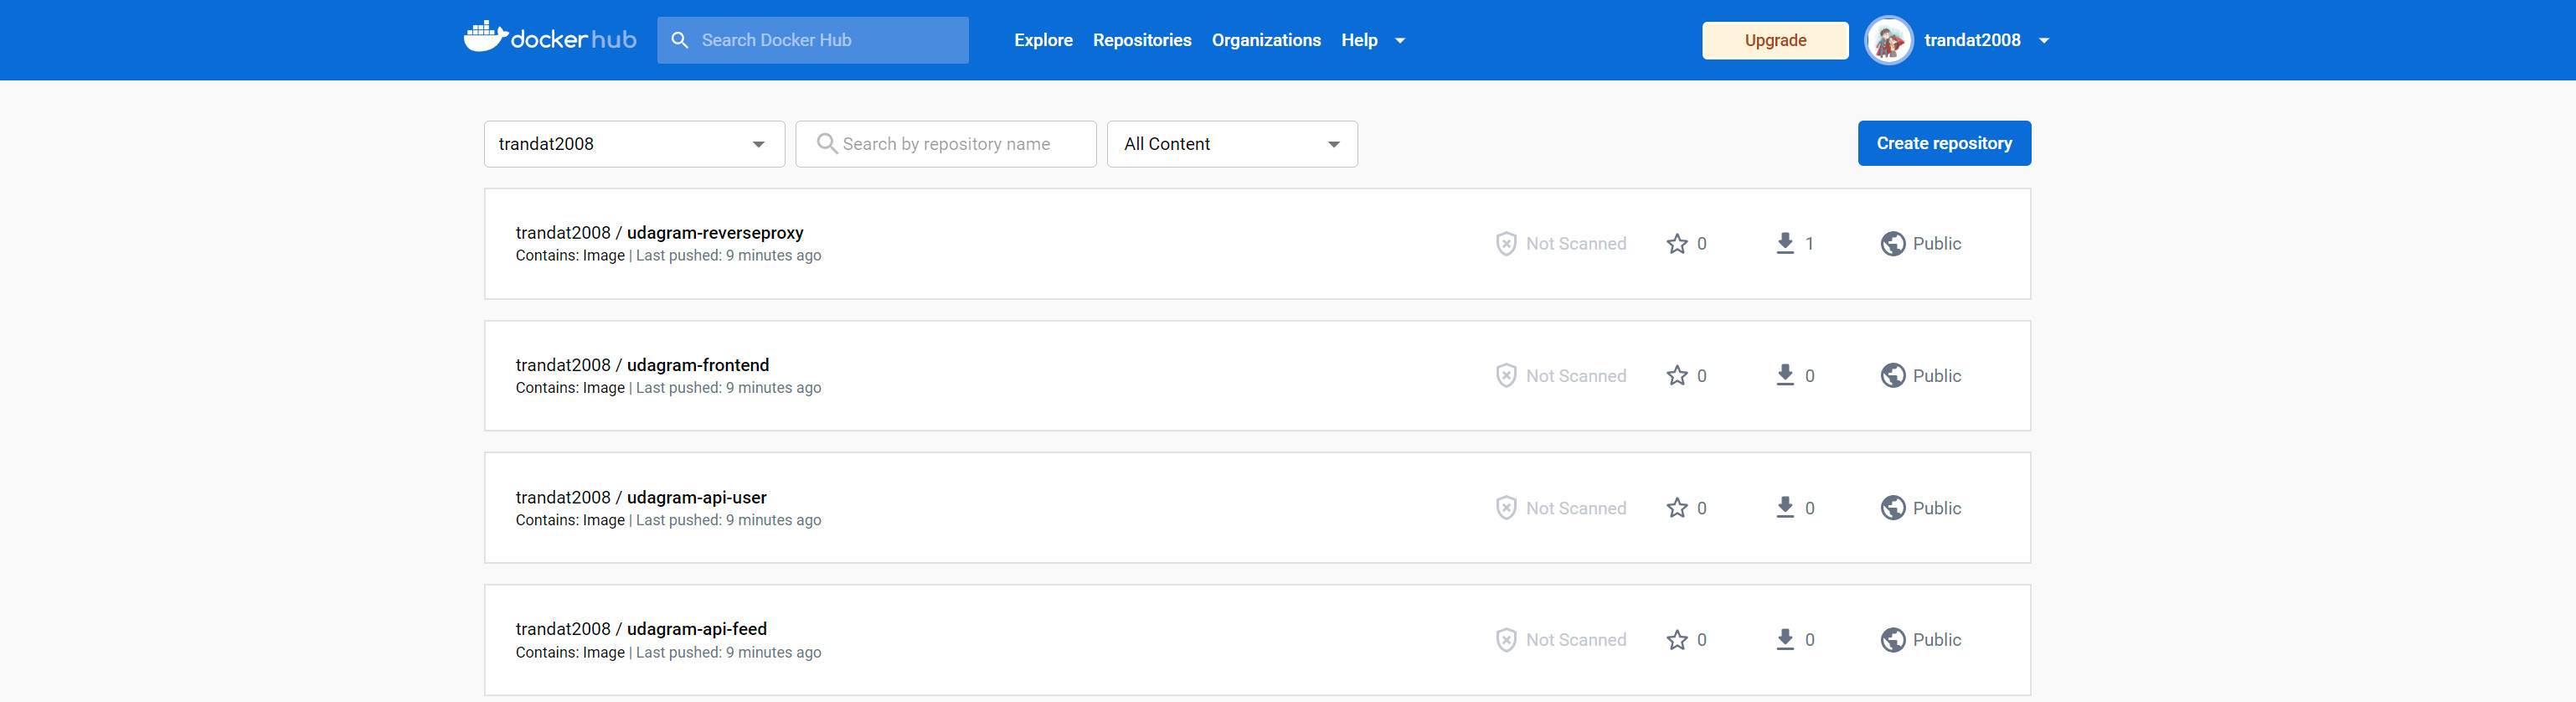 dockerhub Search Docker Hub Explore Repositories Organizations Help Upgrade trandat2008
trandat2008 Search by repository name All Content Create repository
trandat2008 / udagram-reverseproxy
Contains: Image | Last pushed: 9 minutes ago
Not Scanned 0 1 Public
trandat2008 / udagram-frontend
Contains: Image | Last pushed: 9 minutes ago
Not Scanned 0 0 Public
trandat2008 / udagram-api-user
Contains: Image | Last pushed: 9 minutes ago
Not Scanned 0 0 Public
trandat2008 / udagram-api-feed
Contains: Image | Last pushed: 9 minutes ago
Not Scanned 0 0 Public